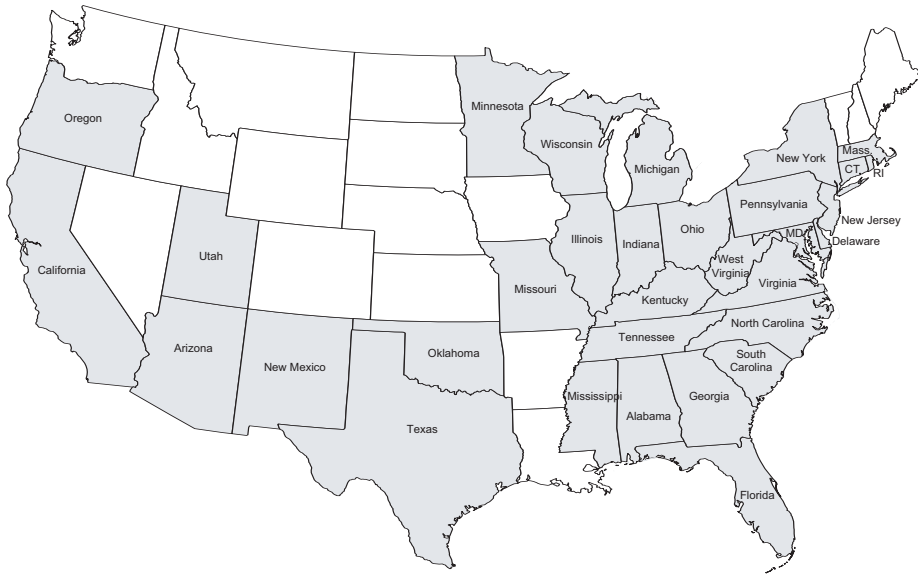 Oregon
Minnesota
Wisconsin
Michigan
New York
Mass.
CT.
RI
Pennsylvania
New Jersey
MD
Delaware
California
Utah
Illinois
Indiana
Ohio
West
Virginia
Virginia
Missouri
Kentucky
North Carolina
Tennessee
South
Carolina
Arizona
New Mexico
Oklahoma
Mississippi
Alabama
Georgia
Texas
Florida